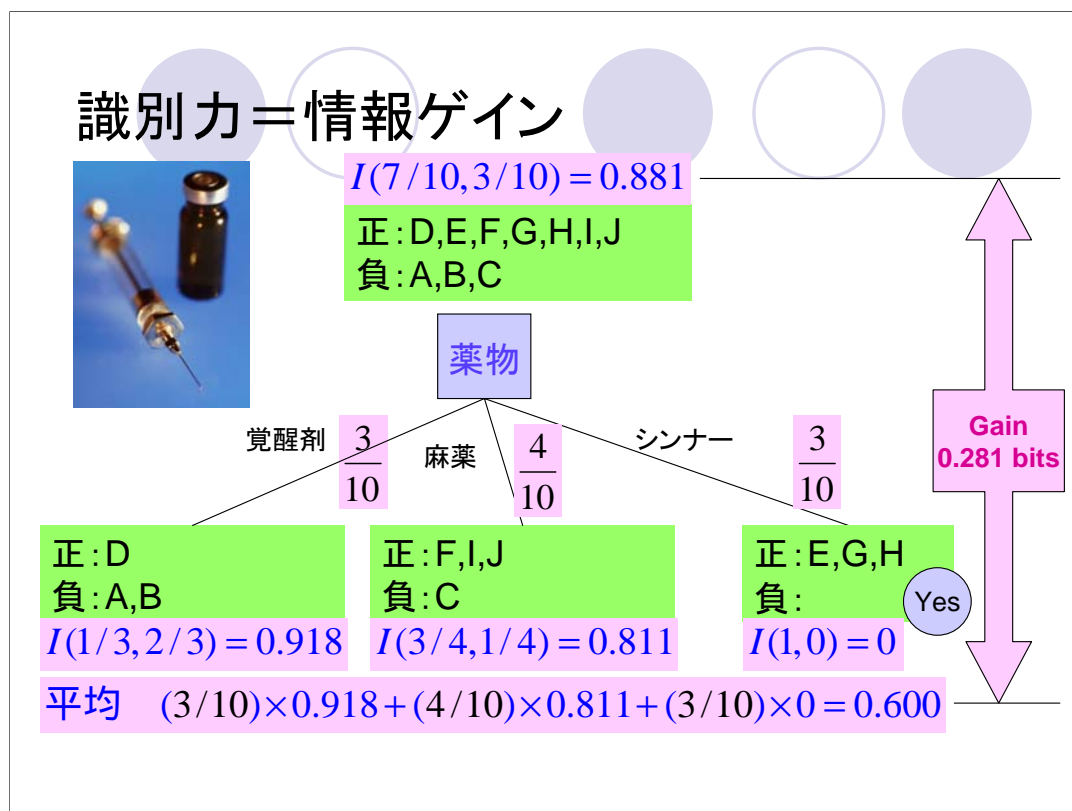 識別力＝情報ゲイン
I(7/10,3/10)=0.881
正:D,E,F,G,H,I,J
負:A,B,C
薬物
覚醒剤
3/10
麻薬
4/10
シンナー
3/10
Gain
0.281 bits
正:D
負:A,B
I(1/3,2/3)=0.918
正:F,I,J
負:C
I(3/4,1/4)=0.811
正:E,G,H
負:
Yes
I(1,0)=0
平均 (3/10)×0.918+(4/10)×0.811+(3/10)×0=0.600